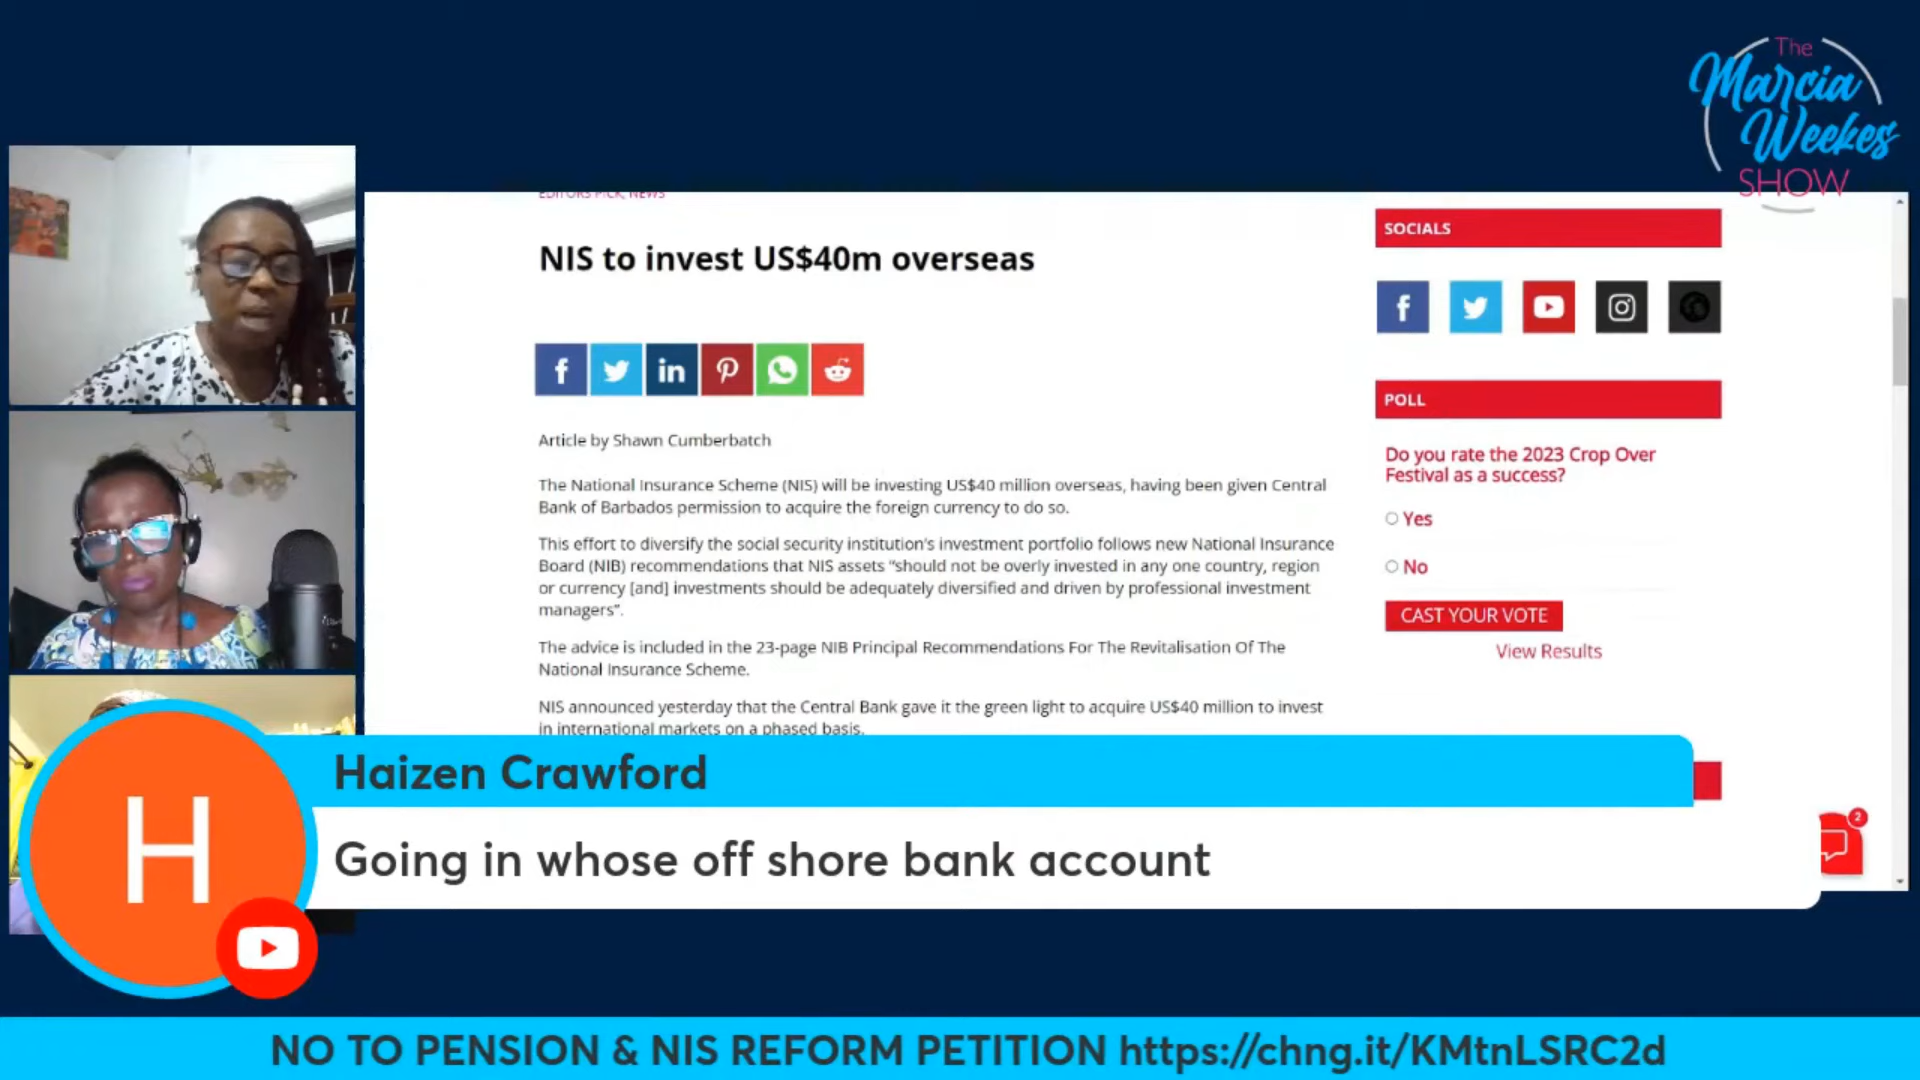 The
Marcia
Weekes
SHOW
EDITORS PICK, NEWS
NIS to invest US$40m overseas
Article by Shawn Cumberbatch
The National Insurance Scheme (NIS) will be investing US$40 million overseas, having been given Central
Bank of Barbados permission to acquire the foreign currency to do so.
This effort to diversify the social security institution's investment portfolio follows new National Insurance
Board (NIB) recommendations that NIS assets "should not be overly invested in any one country, region
or currency [and] investments should be adequately diversified and driven by professional investment
managers".
The advice is included in the 23-page NIB Principal Recommendations For The Revitalisation Of The
National Insurance Scheme.
NIS announced yesterday that the Central Bank gave it the green light to acquire US$40 million to invest
in international markets on a phased basis.
SOCIALS
POLL
Do you rate the 2023 Crop Over
Festival as a success?
Yes
No
CAST YOUR VOTE
View Results
2
H
Haizen Crawford
Going in whose off shore bank account
NO TO PENSION & NIS REFORM PETITION https://chng.it/KMtnLSRC2d